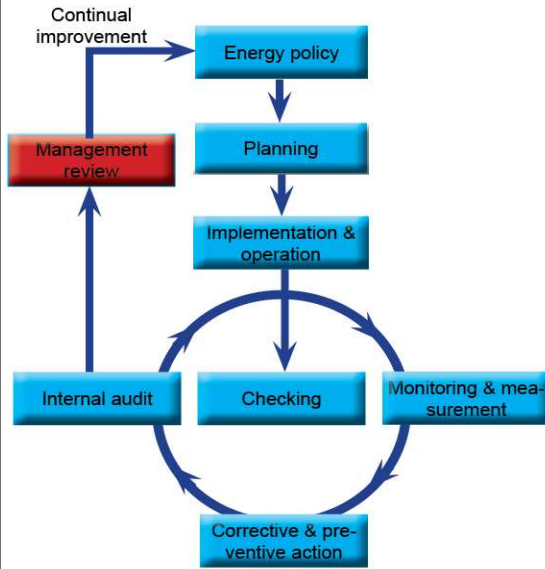 Continual
improvement
Energy policy
Management
review
Planning
Implementation &
operation
Internal audit
Checking
Monitoring & mea-
surement
Corrective & pre-
ventive action